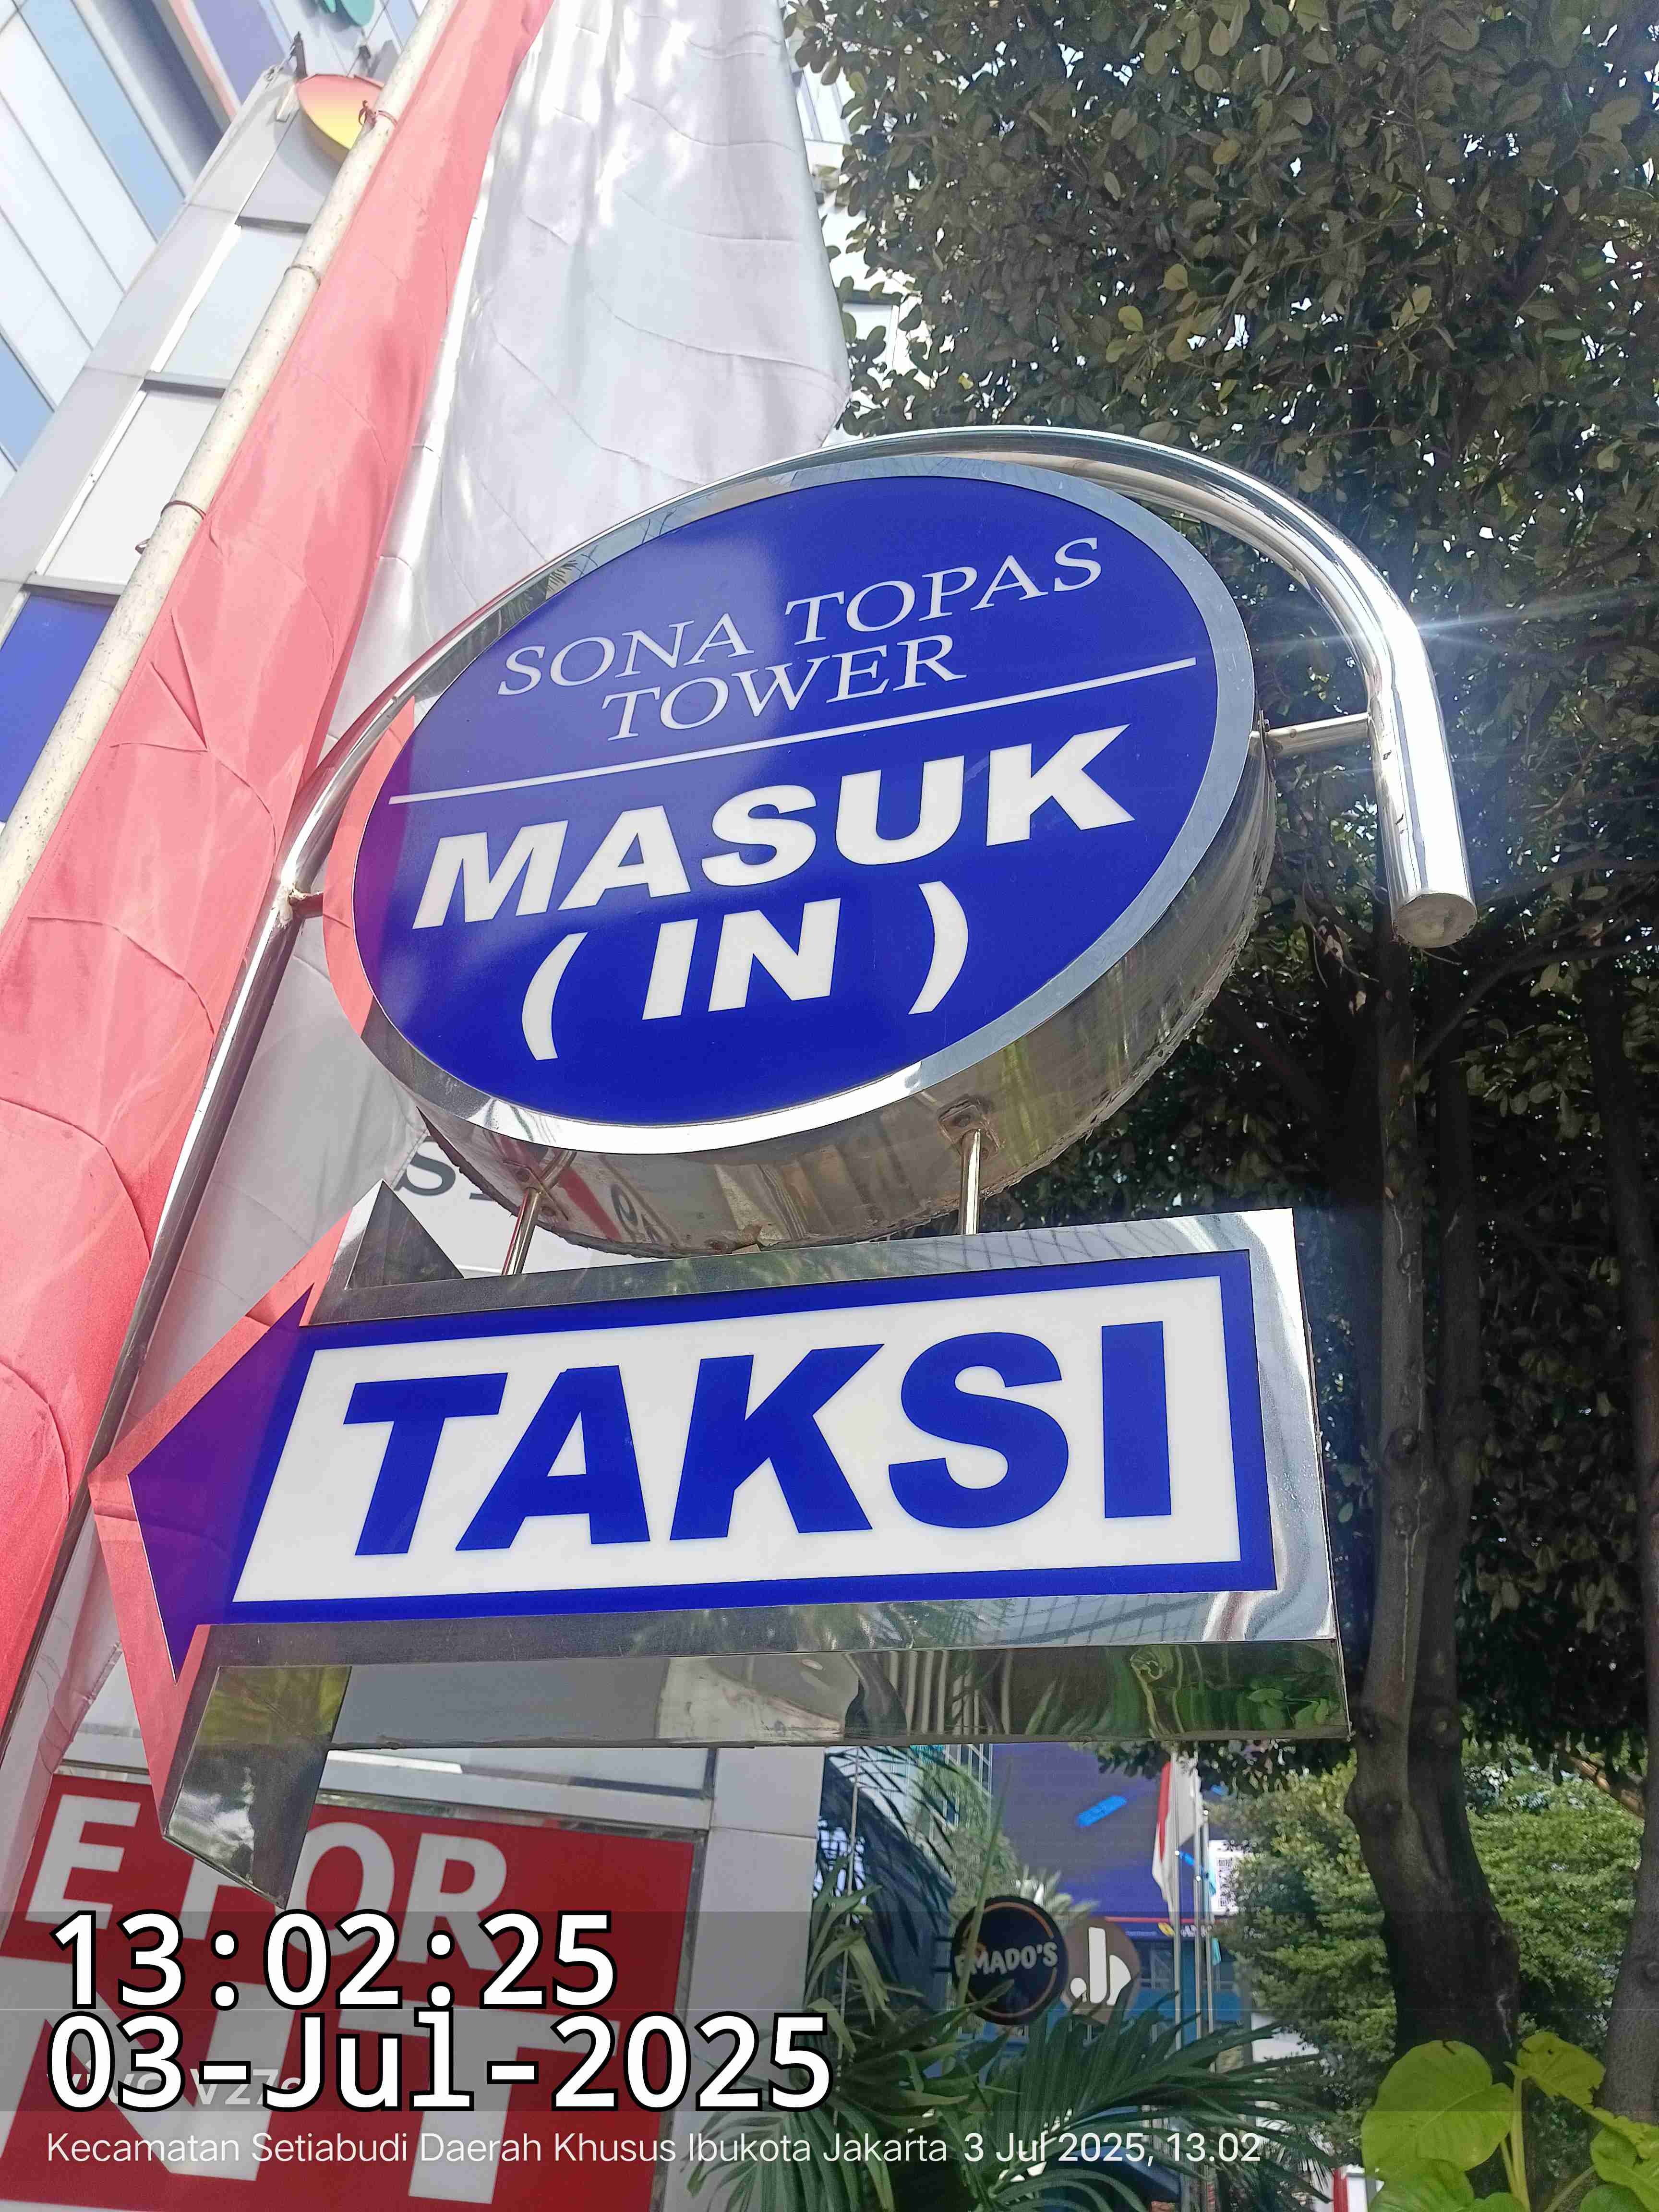 SONA TOPAS
TOWER
MASUK
( IN )
TAKSI
E FOR
13:02:25
03-Jul-2025
Kecamatan Setiabudi Daerah Khusus Ibukota Jakarta 3 Jul 2025, 13.02